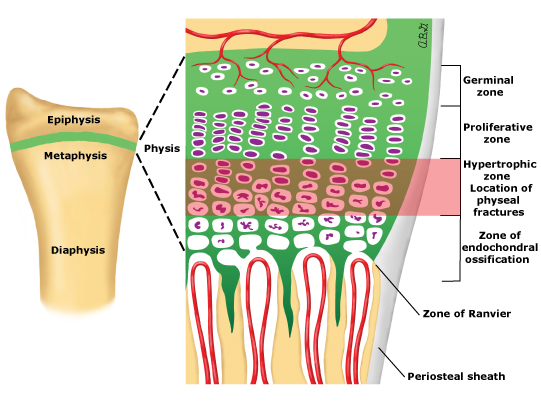 Epiphysis
Metaphysis
Diaphysis
Physis
Germinal
zone
Proliferative
zone
Hypertrophic
zone
Location of
physeal
fractures
Zone of
endochondral
ossification
Zone of Ranvier
Periosteal sheath